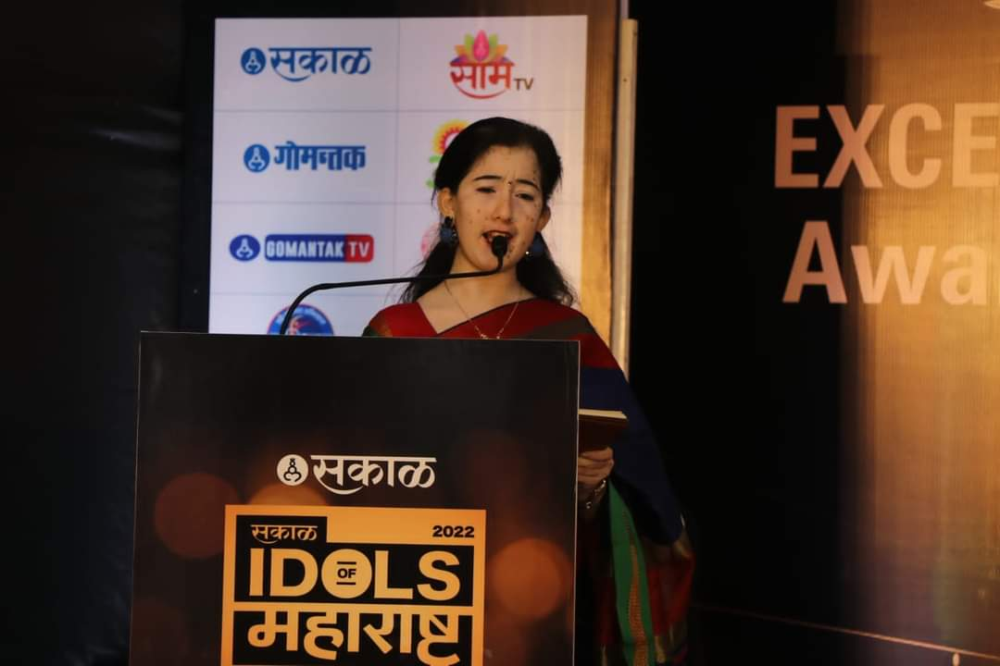 सकाळ
साम TV
गोमन्तक
GOMANTAK TV
EXCE
Awa
सकाळ
सकाळ 2022
IDOLS OF
महाराष्ट्र